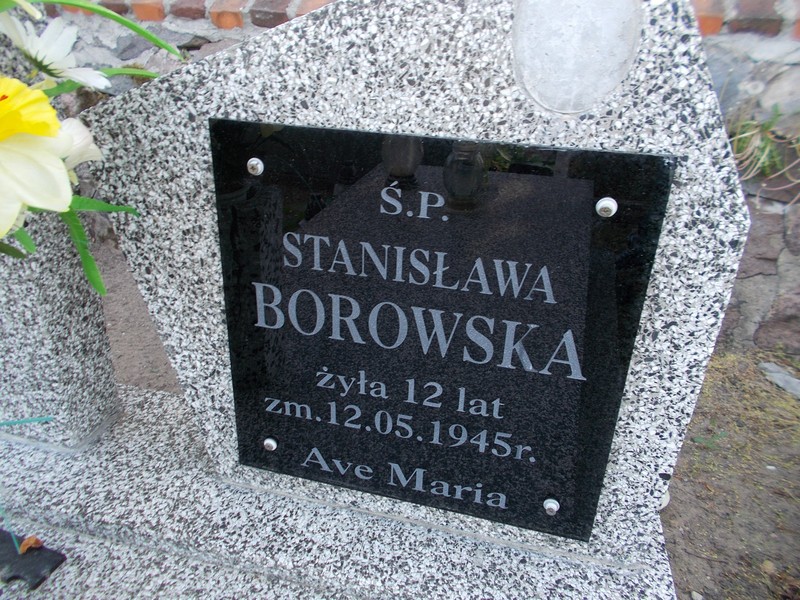 Ś.P.
STANISŁAWA
BOROWSKA
żyła 12 lat
zm.12.05.1945r.
Ave Maria